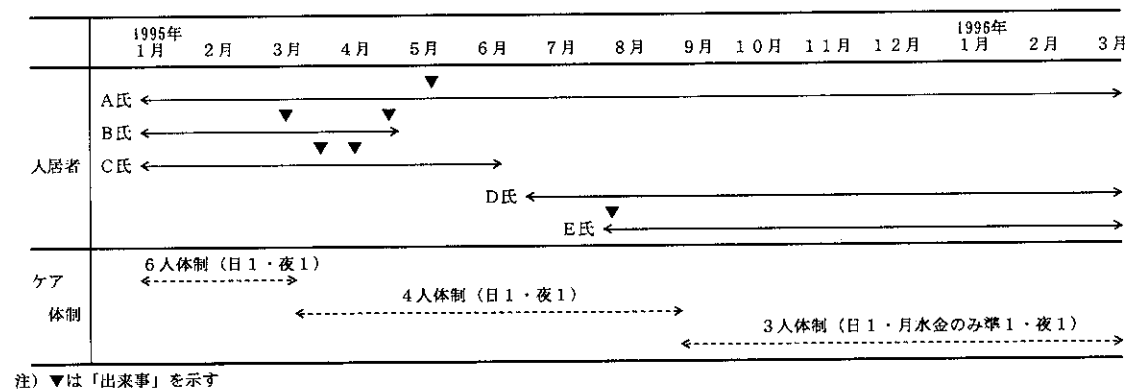 1995年 1996年
1月 2月 3月 4月 5月 6月 7月 8月 9月 10月 11月 12月 1月 2月 3月
▼
A氏
▼ ▼
B氏
▼ ▼
入居者 C氏
D氏
▼
E氏
6人体制(日1・夜1)
ケア
4人体制(日1・夜1)
体制
3人体制(日1・月水金のみ準1・夜1)
注)▼は「出来事」を示す